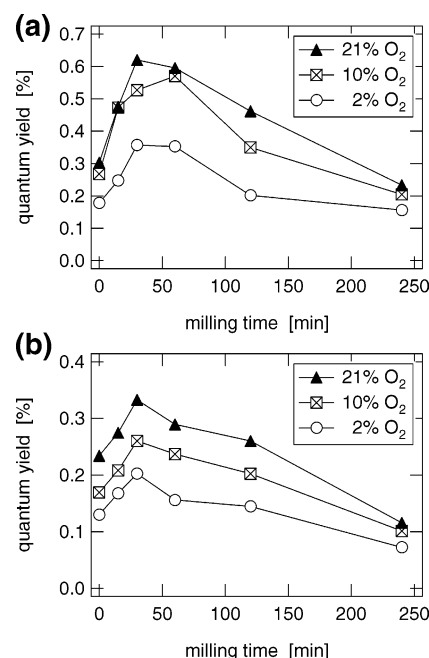 (a)
0.7
0.6
0.5
0.4
0.3
0.2
0.1
0.0
quantum yield [%]
21% O₂
10% O₂
2% O₂
0 50 100 150 200 250
milling time [min]
(b)
0.4
0.3
0.2
0.1
0.0
quantum yield [%]
21% O₂
10% O₂
2% O₂
0 50 100 150 200 250
milling time [min]